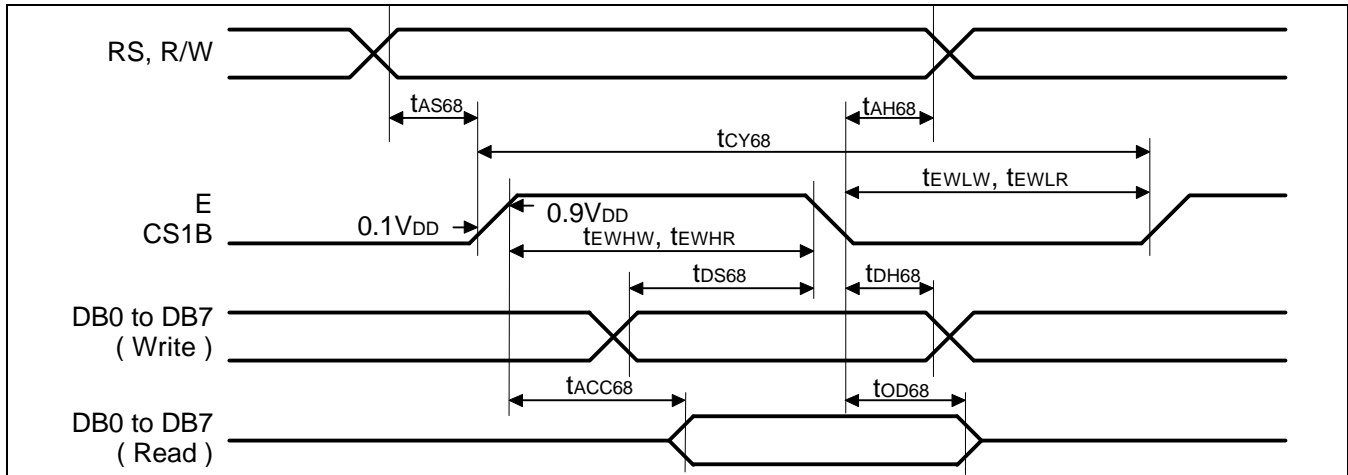 RS, R/W
tAS68
tAH68
tCY68
tEWLW, tEWLR
E
CS1B
0.1VDD
0.9VDD
tEWHW, tEWHR
tDS68
tDH68
DB0 to DB7
( Write )
tACC68
tOD68
DB0 to DB7
( Read )